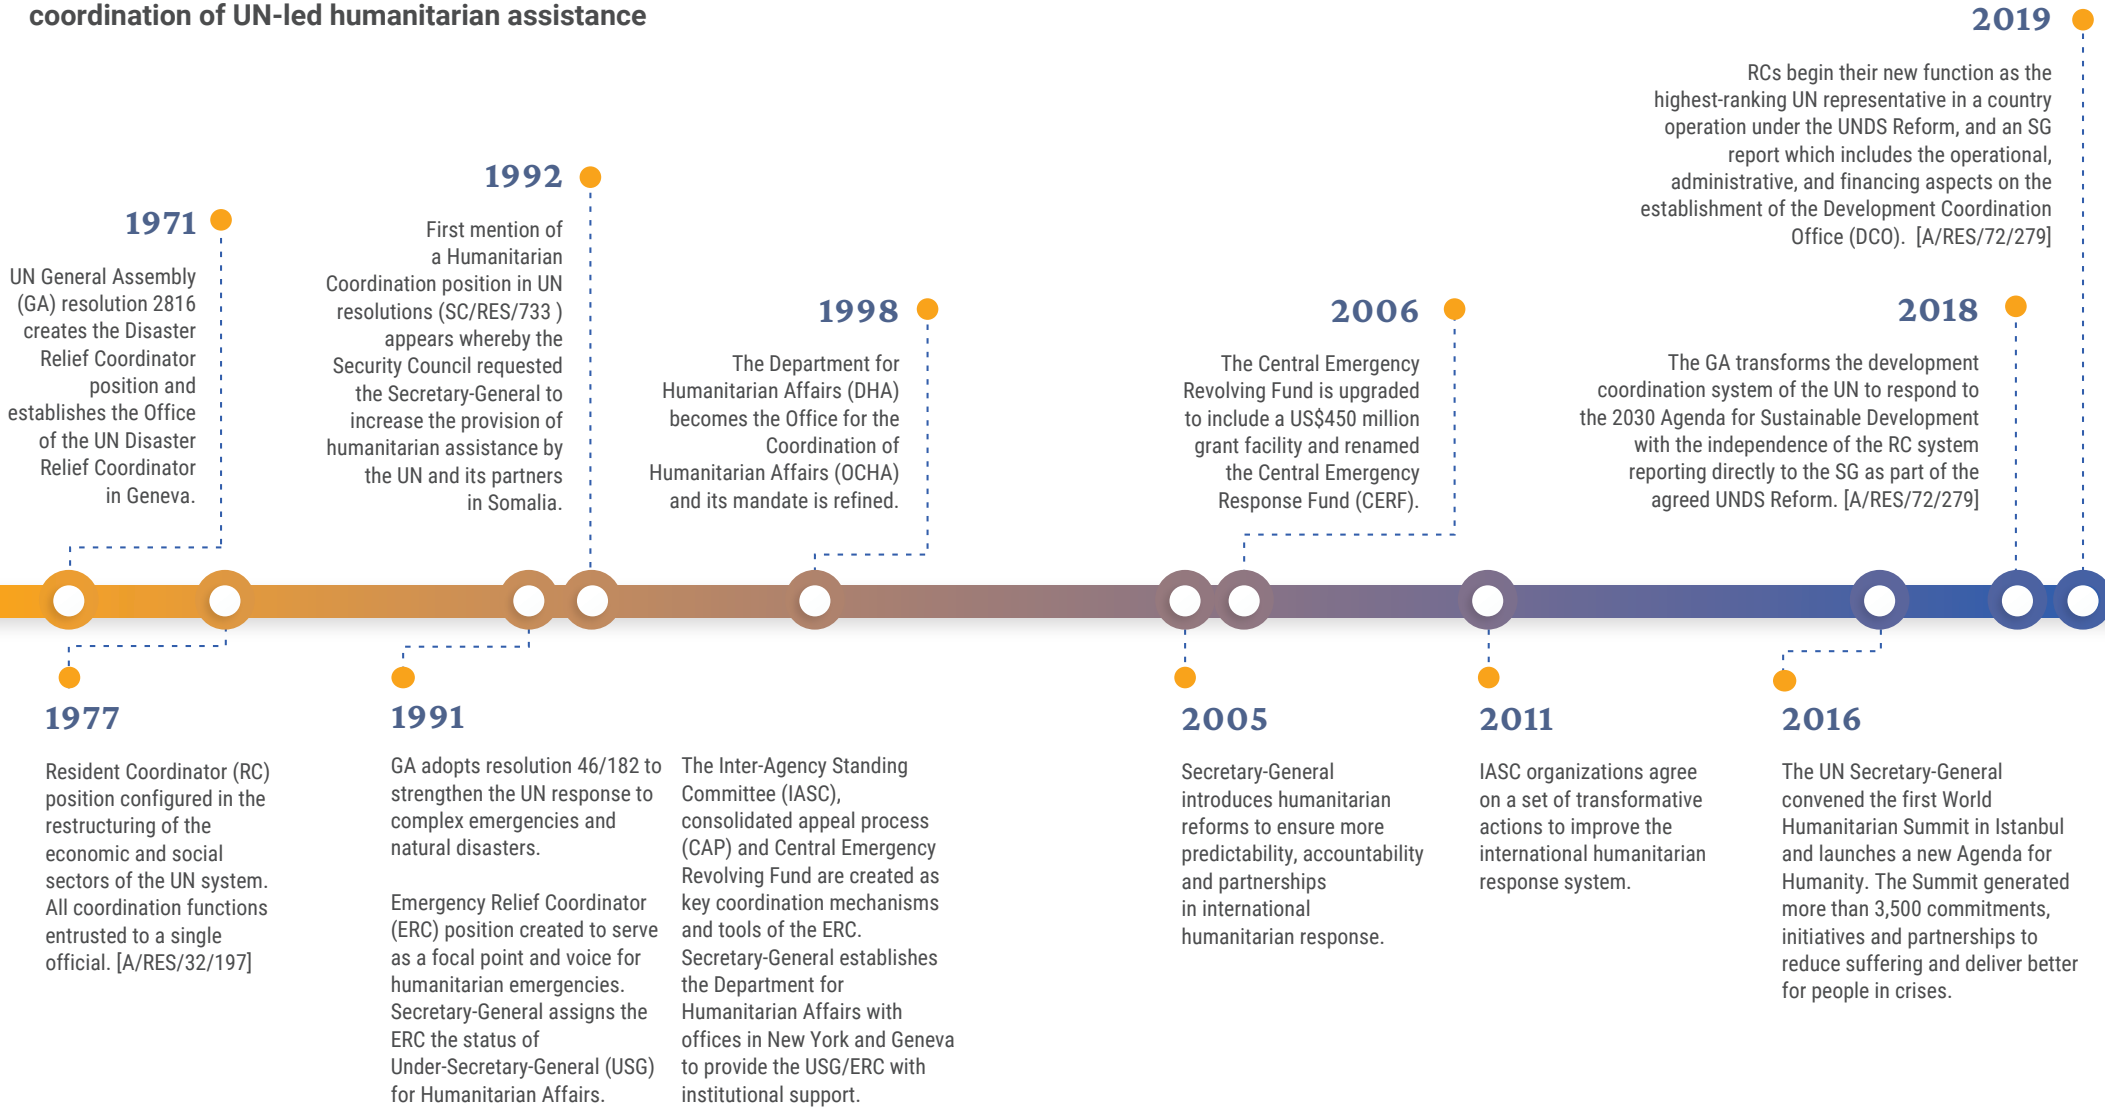 coordination of UN-led humanitarian assistance
1971
UN General Assembly
(GA) resolution 2816
creates the Disaster
Relief Coordinator
position and
establishes the Office
of the UN Disaster
Relief Coordinator
in Geneva.
1977
Resident Coordinator (RC)
position configured in the
restructuring of the
economic and social
sectors of the UN system.
All coordination functions
entrusted to a single
official. [A/RES/32/197]
1991
GA adopts resolution 46/182 to
strengthen the UN response to
complex emergencies and
natural disasters.
Emergency Relief Coordinator
(ERC) position created to serve
as a focal point and voice for
humanitarian emergencies.
Secretary-General assigns the
ERC the status of
Under-Secretary-General (USG)
for Humanitarian Affairs.
The Inter-Agency Standing
Committee (IASC),
consolidated appeal process
(CAP) and Central Emergency
Revolving Fund are created as
key coordination mechanisms
and tools of the ERC.
Secretary-General establishes
the Department for
Humanitarian Affairs with
offices in New York and Geneva
to provide the USG/ERC with
institutional support.
1992
First mention of
a Humanitarian
Coordination position in UN
resolutions (SC/RES/733 )
appears whereby the
Security Council requested
the Secretary-General to
increase the provision of
humanitarian assistance by
the UN and its partners
in Somalia.
1998
The Department for
Humanitarian Affairs (DHA)
becomes the Office for the
Coordination of
Humanitarian Affairs (OCHA)
and its mandate is refined.
2005
Secretary-General
introduces humanitarian
reforms to ensure more
predictability, accountability
and partnerships
in international
humanitarian response.
2006
The Central Emergency
Revolving Fund is upgraded
to include a US$450 million
grant facility and renamed
the Central Emergency
Response Fund (CERF).
2011
IASC organizations agree
on a set of transformative
actions to improve the
international humanitarian
response system.
2016
The UN Secretary-General
convened the first World
Humanitarian Summit in Istanbul
and launches a new Agenda for
Humanity. The Summit generated
more than 3,500 commitments,
initiatives and partnerships to
reduce suffering and deliver better
for people in crises.
2018
The GA transforms the development
coordination system of the UN to respond to
the 2030 Agenda for Sustainable Development
with the independence of the RC system
reporting directly to the SG as part of the
agreed UNDS Reform. [A/RES/72/279]
2019
RCs begin their new function as the
highest-ranking UN representative in a country
operation under the UNDS Reform, and an SG
report which includes the operational,
administrative, and financing aspects on the
establishment of the Development Coordination
Office (DCO). [A/RES/72/279]